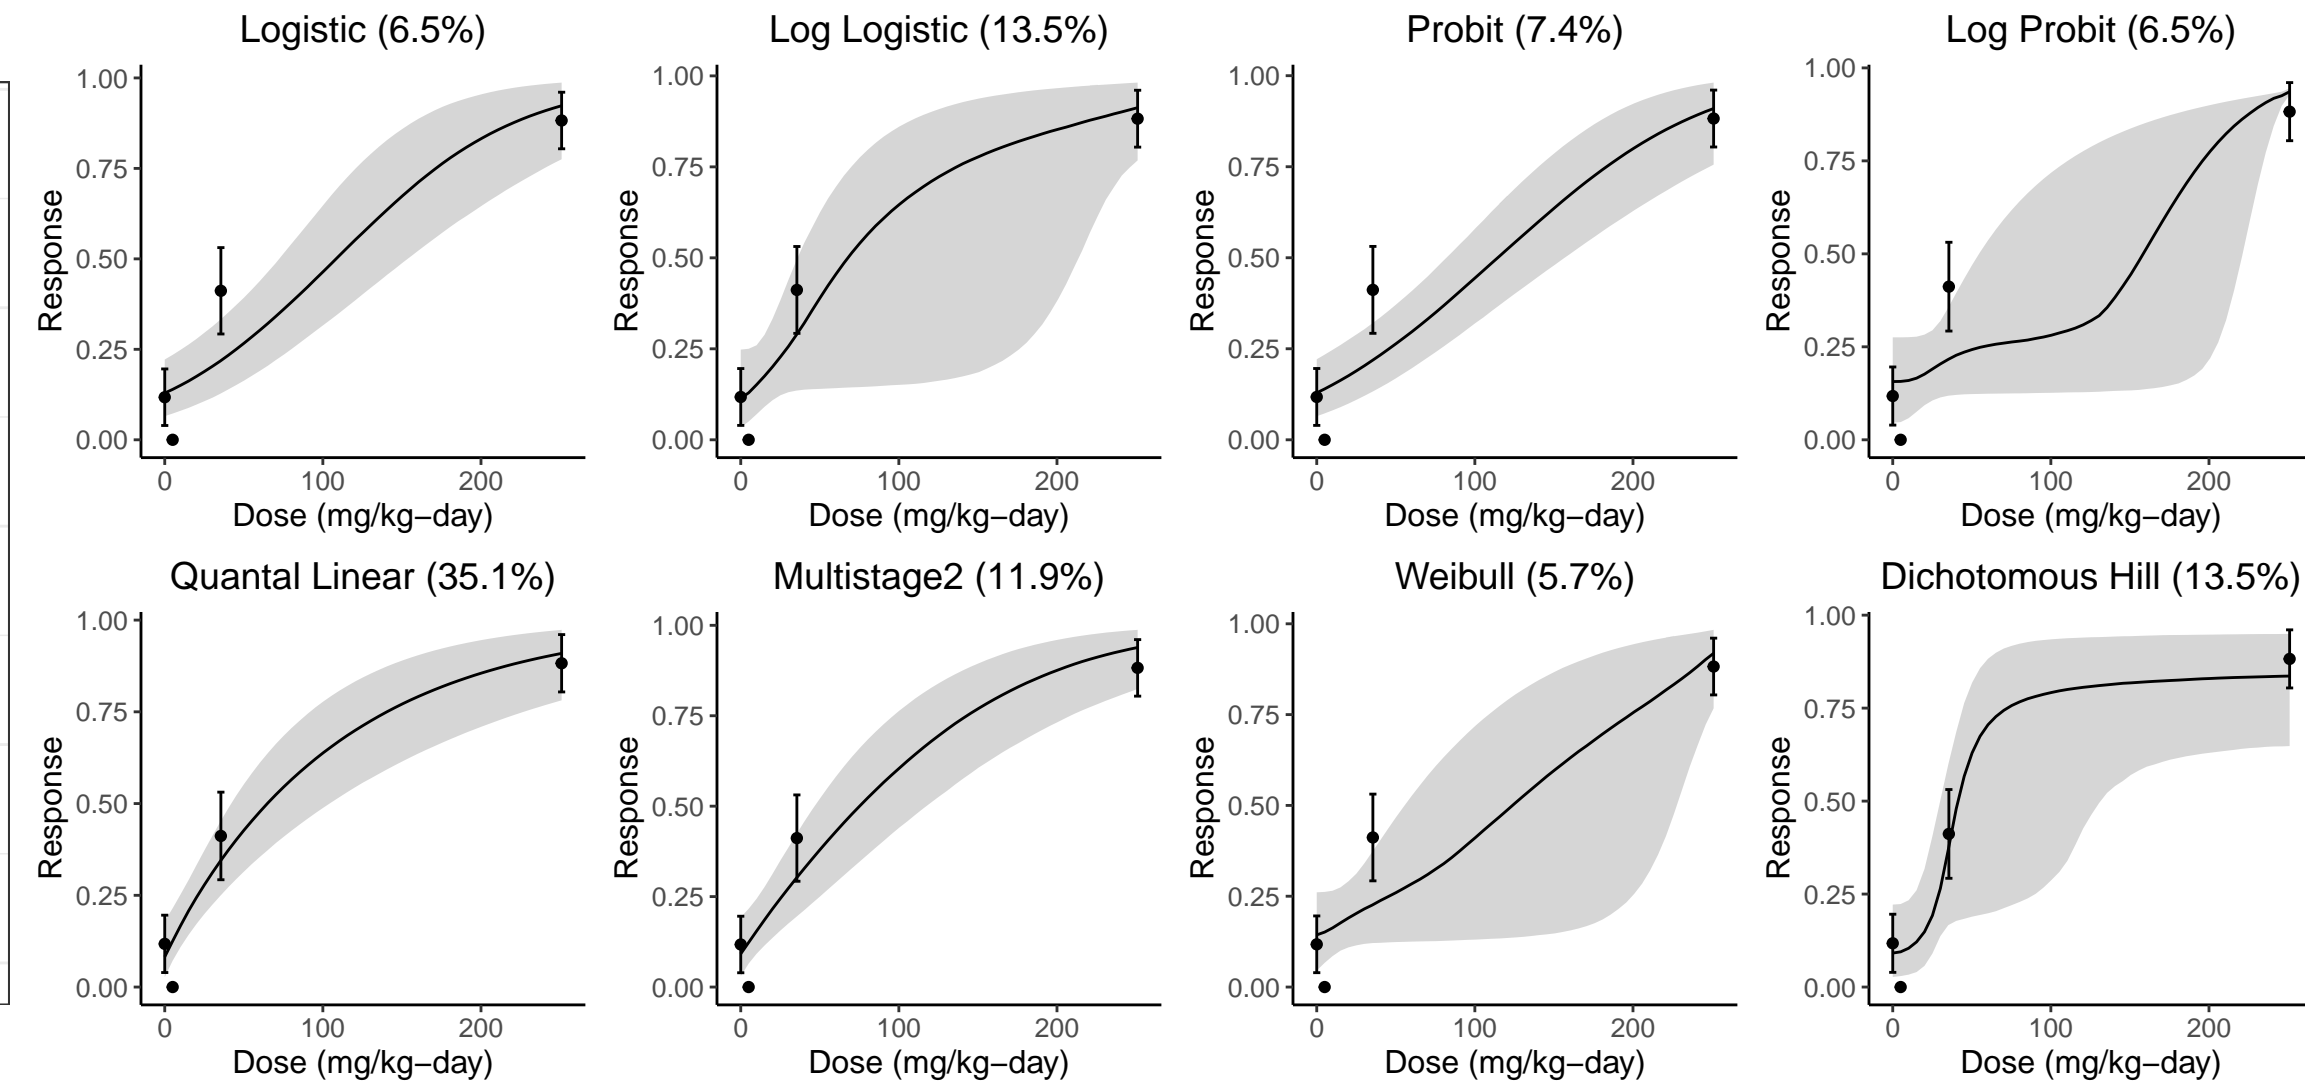 Logistic (6.5%)
1.00
0.75
0.50
0.25
0.00
Response
0 100 200
Dose (mg/kg−day)
Log Logistic (13.5%)
1.00
0.75
0.50
0.25
0.00
Response
0 100 200
Dose (mg/kg−day)
Probit (7.4%)
1.00
0.75
0.50
0.25
0.00
Response
0 100 200
Dose (mg/kg−day)
Log Probit (6.5%)
1.00
0.75
0.50
0.25
0.00
Response
0 100 200
Dose (mg/kg−day)
Quantal Linear (35.1%)
1.00
0.75
0.50
0.25
0.00
Response
0 100 200
Dose (mg/kg−day)
Multistage2 (11.9%)
1.00
0.75
0.50
0.25
0.00
Response
0 100 200
Dose (mg/kg−day)
Weibull (5.7%)
1.00
0.75
0.50
0.25
0.00
Response
0 100 200
Dose (mg/kg−day)
Dichotomous Hill (13.5%)
1.00
0.75
0.50
0.25
0.00
Response
0 100 200
Dose (mg/kg−day)